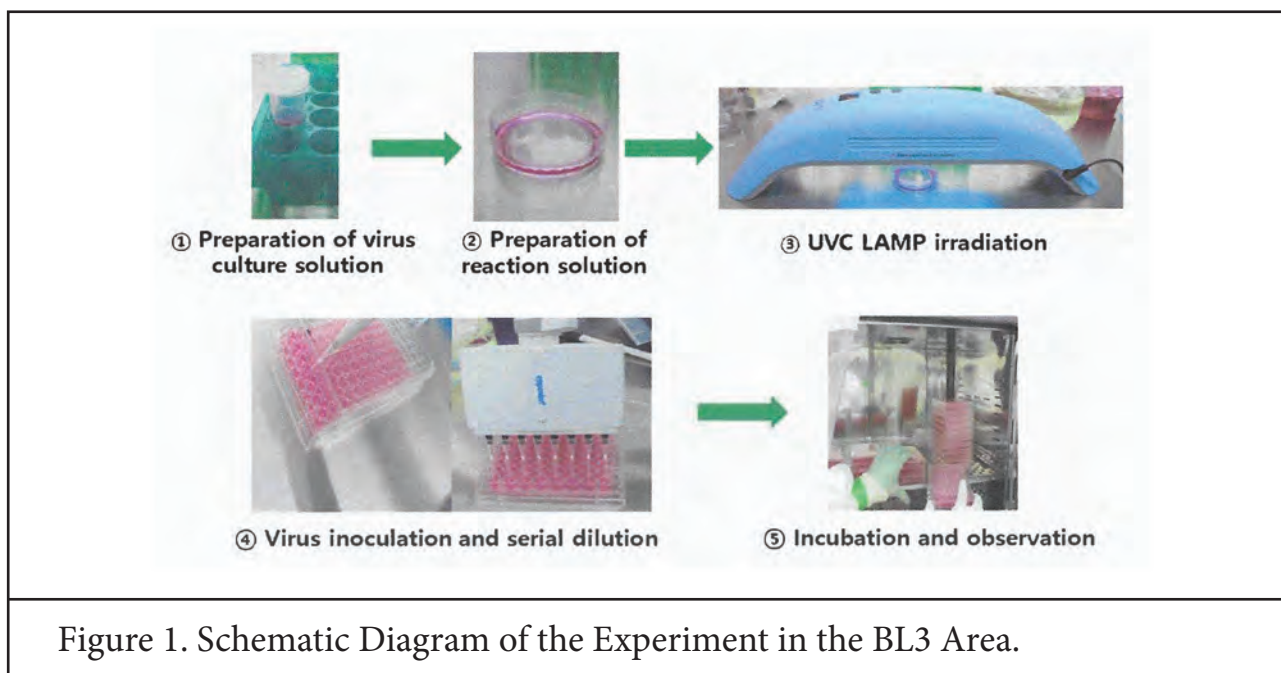 ① Preparation of virus
culture solution
② Preparation of
reaction solution
③ UVC LAMP irradiation
④ Virus inoculation and serial dilution
⑤ Incubation and observation
Figure 1. Schematic Diagram of the Experiment in the BL3 Area.